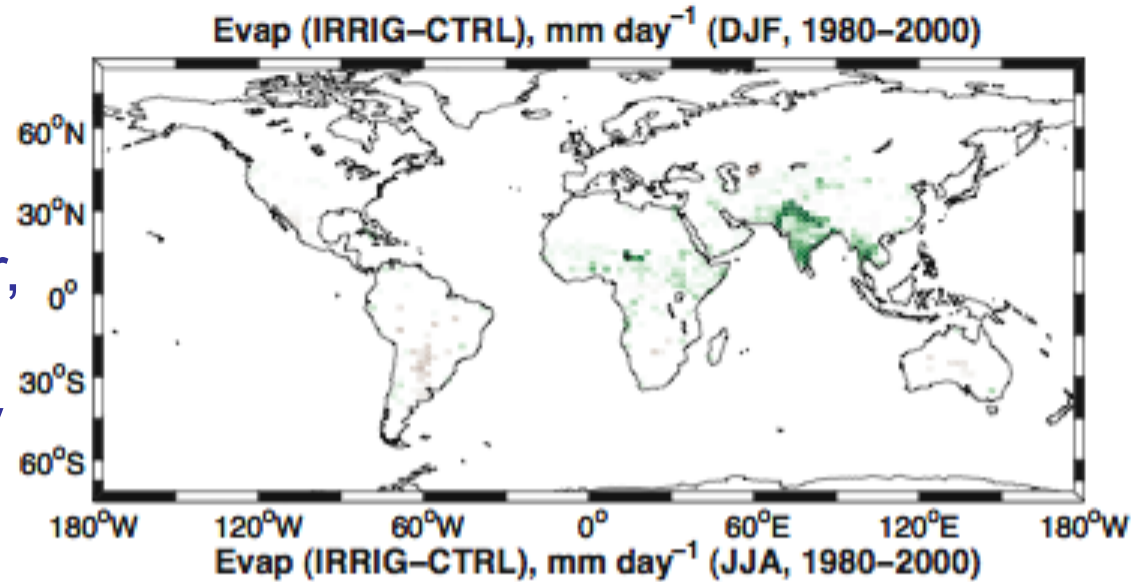 Evap (IRRIG–CTRL), mm day⁻¹ (DJF, 1980–2000)
60°N
30°N
0°
30°S
60°S
180°W 120°W 60°W 0° 60°E 120°E 180°W
Evap (IRRIG–CTRL), mm day⁻¹ (JJA, 1980–2000)